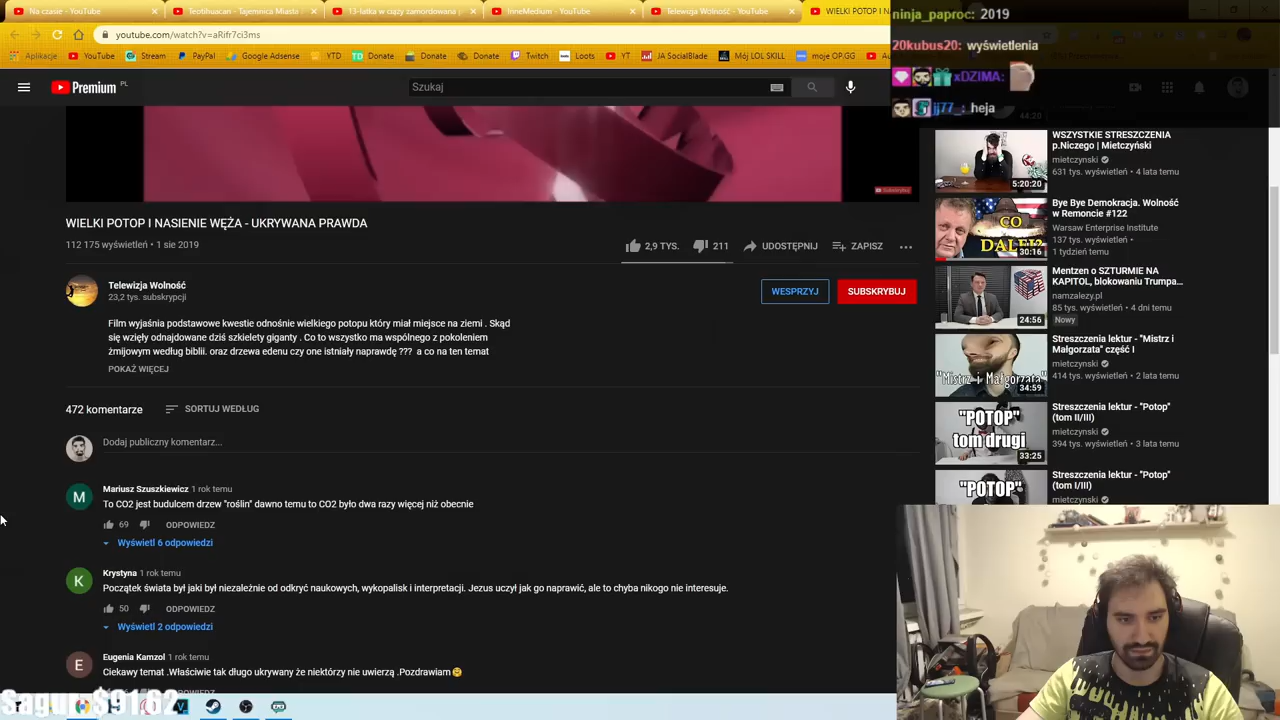 Na czasie - YouTube
Teotihuacan - Tajemnica Miasta
13-latka w ciąży zamordowana
InneMedium - YouTube
Telewizja Wolność - YouTube
WIELKI POTOP I N
youtube.com/watch?v=aRifr7ci3ms
Aplikacje
YouTube
Stream
PayPal
Google Adsense
YTD
Donate
Donate
Donate
Twitch
Loots
YT
JA SocialBlade
Mój LOL SKILL
moje OP.GG
ninja_paproc: 2019
20kubus20: wyświetlenia
xDZIMA:
jj77_: heja
Premium PL
Szukaj
44:20
Subskrybuj
WIELKI POTOP I NASIENIE WĘŻA - UKRYWANA PRAWDA
112 175 wyświetleń • 1 sie 2019
2,9 TYS.
211
UDOSTĘPNIJ
ZAPISZ
Telewizja Wolność
23,2 tys. subskrypcji
WESPRZYJ
SUBSKRYBUJ
Film wyjaśnia podstawowe kwestie odnośnie wielkiego potopu który miał miejsce na ziemi . Skąd
się wzięły odnajdowane dziś szkielety giganty . Co to wszystko ma wspólnego z pokoleniem
żmijowym według biblii. oraz drzewa edenu czy one istniały naprawdę ??? a co na ten temat
POKAŻ WIĘCEJ
472 komentarze
SORTUJ WEDŁUG
Dodaj publiczny komentarz...
M
Mariusz Szuszkiewicz 1 rok temu
To CO2 jest budulcem drzew "roślin" dawno temu to CO2 było dwa razy więcej niż obecnie
69
ODPOWIEDZ
Wyświetl 6 odpowiedzi
K
Krystyna 1 rok temu
Początek świata był jaki był niezależnie od odkryć naukowych, wykopalisk i interpretacji. Jezus uczył jak go naprawić, ale to chyba nikogo nie interesuje.
50
ODPOWIEDZ
Wyświetl 2 odpowiedzi
E
Eugenia Kamzol 1 rok temu
Ciekawy temat .Właściwie tak długo ukrywany że niektórzy nie uwierzą .Pozdrawiam
WSZYSTKIE STRESZCZENIA
p.Niczego | Mietczyński
mietczynski
631 tys. wyświetleń • 4 lata temu
5:20:20
Bye Bye Demokracja. Wolność
w Remoncie #122
Warsaw Enterprise Institute
137 tys. wyświetleń •
1 tydzień temu
CO
DALEJ?
30:16
Mentzen o SZTURMIE NA
KAPITOL, blokowaniu Trumpa...
namzalezy.pl
85 tys. wyświetleń • 4 dni temu
Nowy
24:56
Streszczenia lektur - "Mistrz i
Małgorzata" część I
mietczynski
414 tys. wyświetleń • 2 lata temu
"Mistrz i Małgorzata"
34:59
Streszczenia lektur - "Potop"
(tom II/III)
mietczynski
394 tys. wyświetleń • 3 lata temu
"POTOP"
tom drugi
33:25
Streszczenia lektur - "Potop"
(tom I/III)
mietczynski
"POTOP"